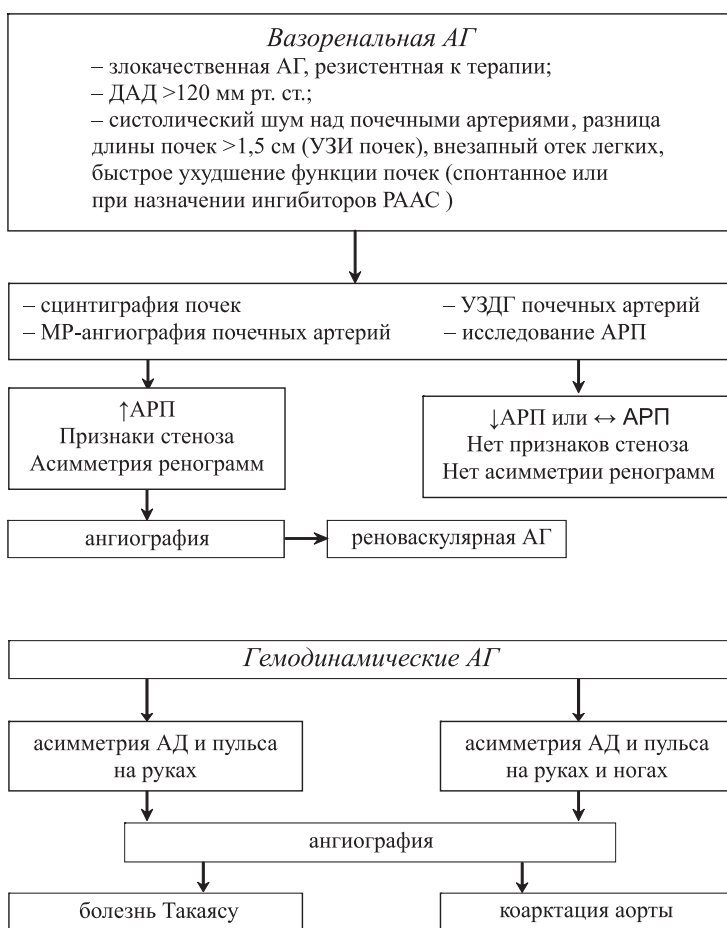 Вазоренальная АГ
– злокачественная АГ, резистентная к терапии;
– ДАД >120 мм рт. ст.;
– систолический шум над почечными артериями, разница
длины почек >1,5 см (УЗИ почек), внезапный отек легких,
быстрое ухудшение функции почек (спонтанное или
при назначении ингибиторов РААС )
– сцинтиграфия почек
– МР-ангиография почечных артерий
– УЗДГ почечных артерий
– исследование АРП
↑АРП
Признаки стеноза
Асимметрия ренограмм
↓АРП или ↔ АРП
Нет признаков стеноза
Нет асимметрии ренограмм
ангиография
реноваскулярная АГ
Гемодинамические АГ
асимметрия АД и пульса
на руках
асимметрия АД и пульса
на руках и ногах
ангиография
болезнь Такаясу
коарктация аорты